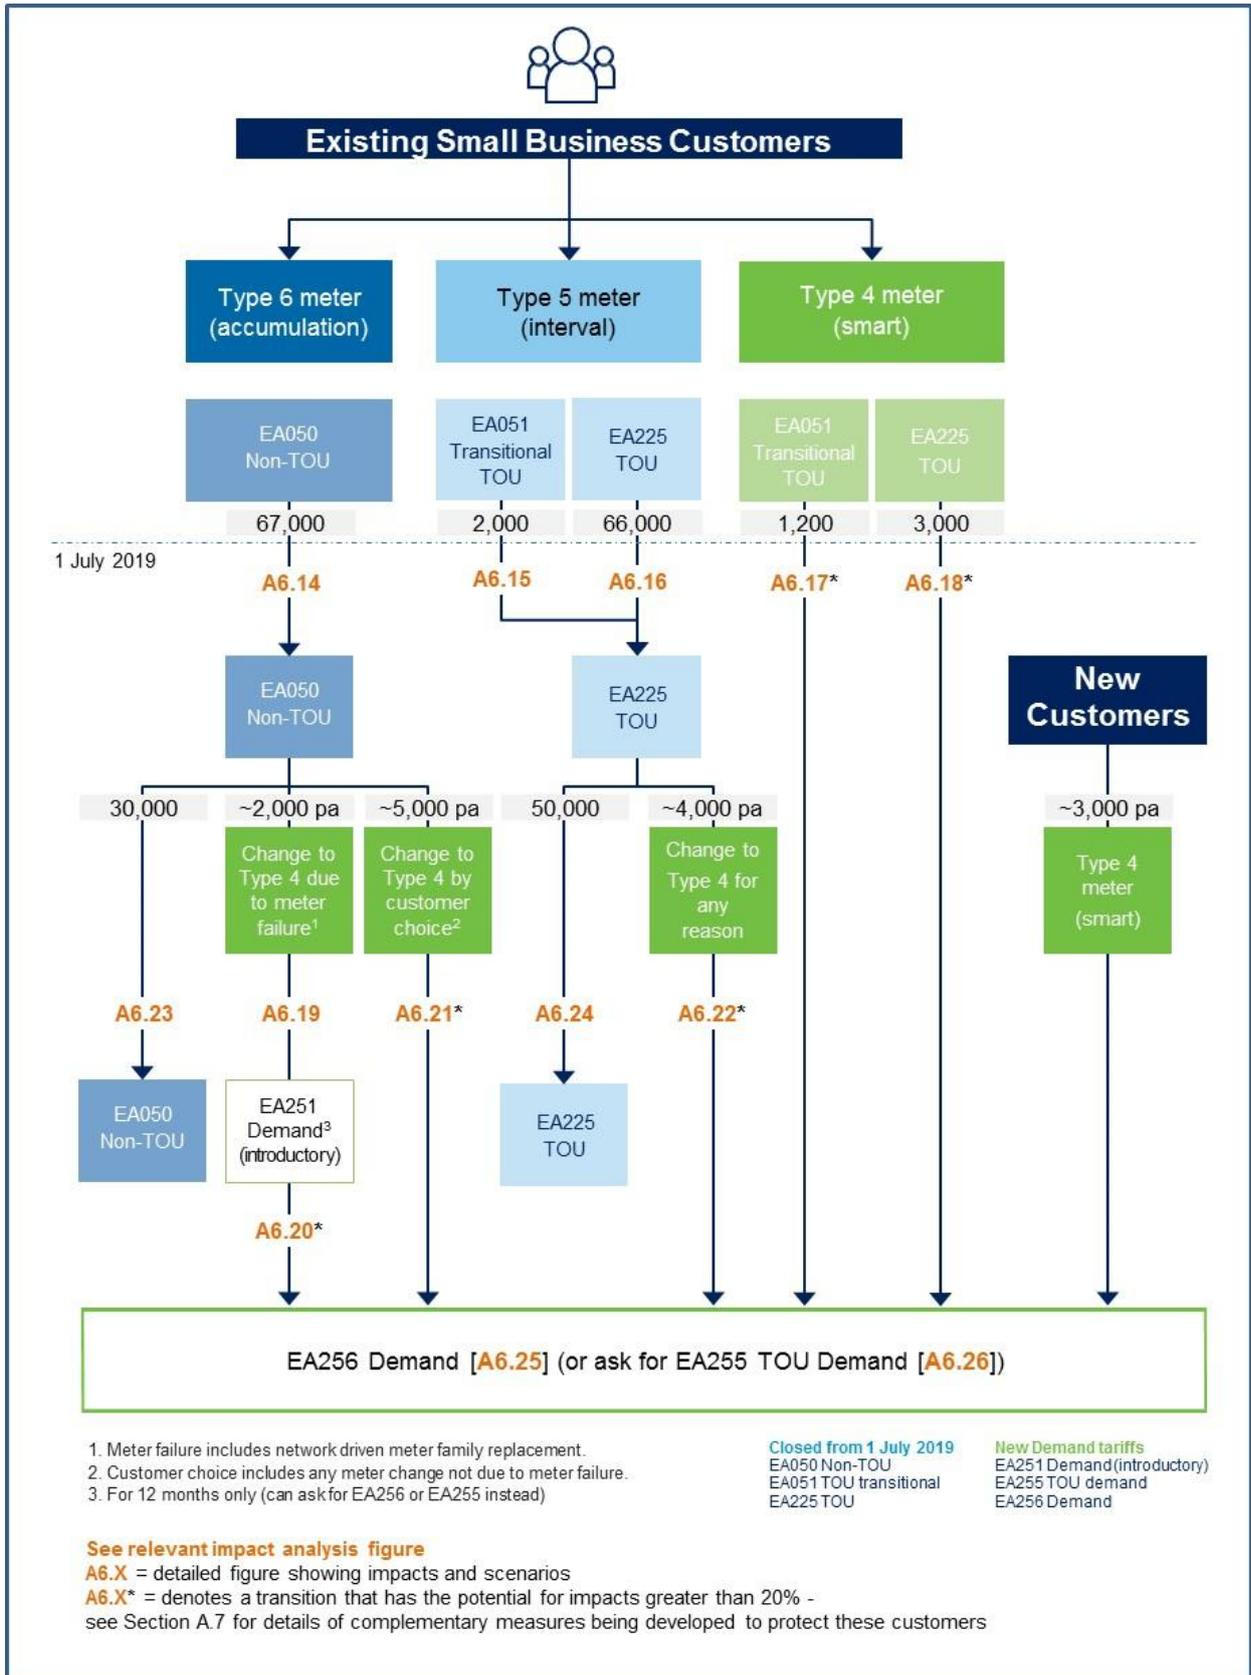 Existing Small Business Customers
Type 6 meter
(accumulation)
Type 5 meter
(interval)
Type 4 meter
(smart)
EA050
Non-TOU
EA051
Transitional
TOU
EA225
TOU
EA051
Transitional
TOU
EA225
TOU
67,000
2,000
66,000
1,200
3,000
1 July 2019
A6.14
A6.15
A6.16
A6.17*
A6.18*
EA050
Non-TOU
EA225
TOU
New
Customers
30,000
~2,000 pa
~5,000 pa
50,000
~4,000 pa
~3,000 pa
Change to
Type 4 due
to meter
failure¹
Change to
Type 4 by
customer
choice²
Change to
Type 4 for
any
reason
Type 4
meter
(smart)
A6.23
A6.19
A6.21*
A6.24
A6.22*
EA050
Non-TOU
EA251
Demand³
(introductory)
EA225
TOU
A6.20*
EA256 Demand [A6.25] (or ask for EA255 TOU Demand [A6.26])
1. Meter failure includes network driven meter family replacement.
2. Customer choice includes any meter change not due to meter failure.
3. For 12 months only (can ask for EA256 or EA255 instead)
Closed from 1 July 2019
EA050 Non-TOU
EA051 TOU transitional
EA225 TOU
New Demand tariffs
EA251 Demand (introductory)
EA255 TOU demand
EA256 Demand
See relevant impact analysis figure
A6.X = detailed figure showing impacts and scenarios
A6.X* = denotes a transition that has the potential for impacts greater than 20% -
see Section A.7 for details of complementary measures being developed to protect these customers